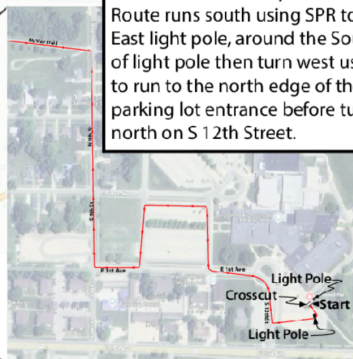 Route runs south using SPR to
East light pole, around the Sou
of light pole then turn west us
to run to the north edge of the
parking lot entrance before tu
north on S 12th Street.
E 1st Ave
E 1st Ave
Light Pole
Crosscut
Start
Light Pole